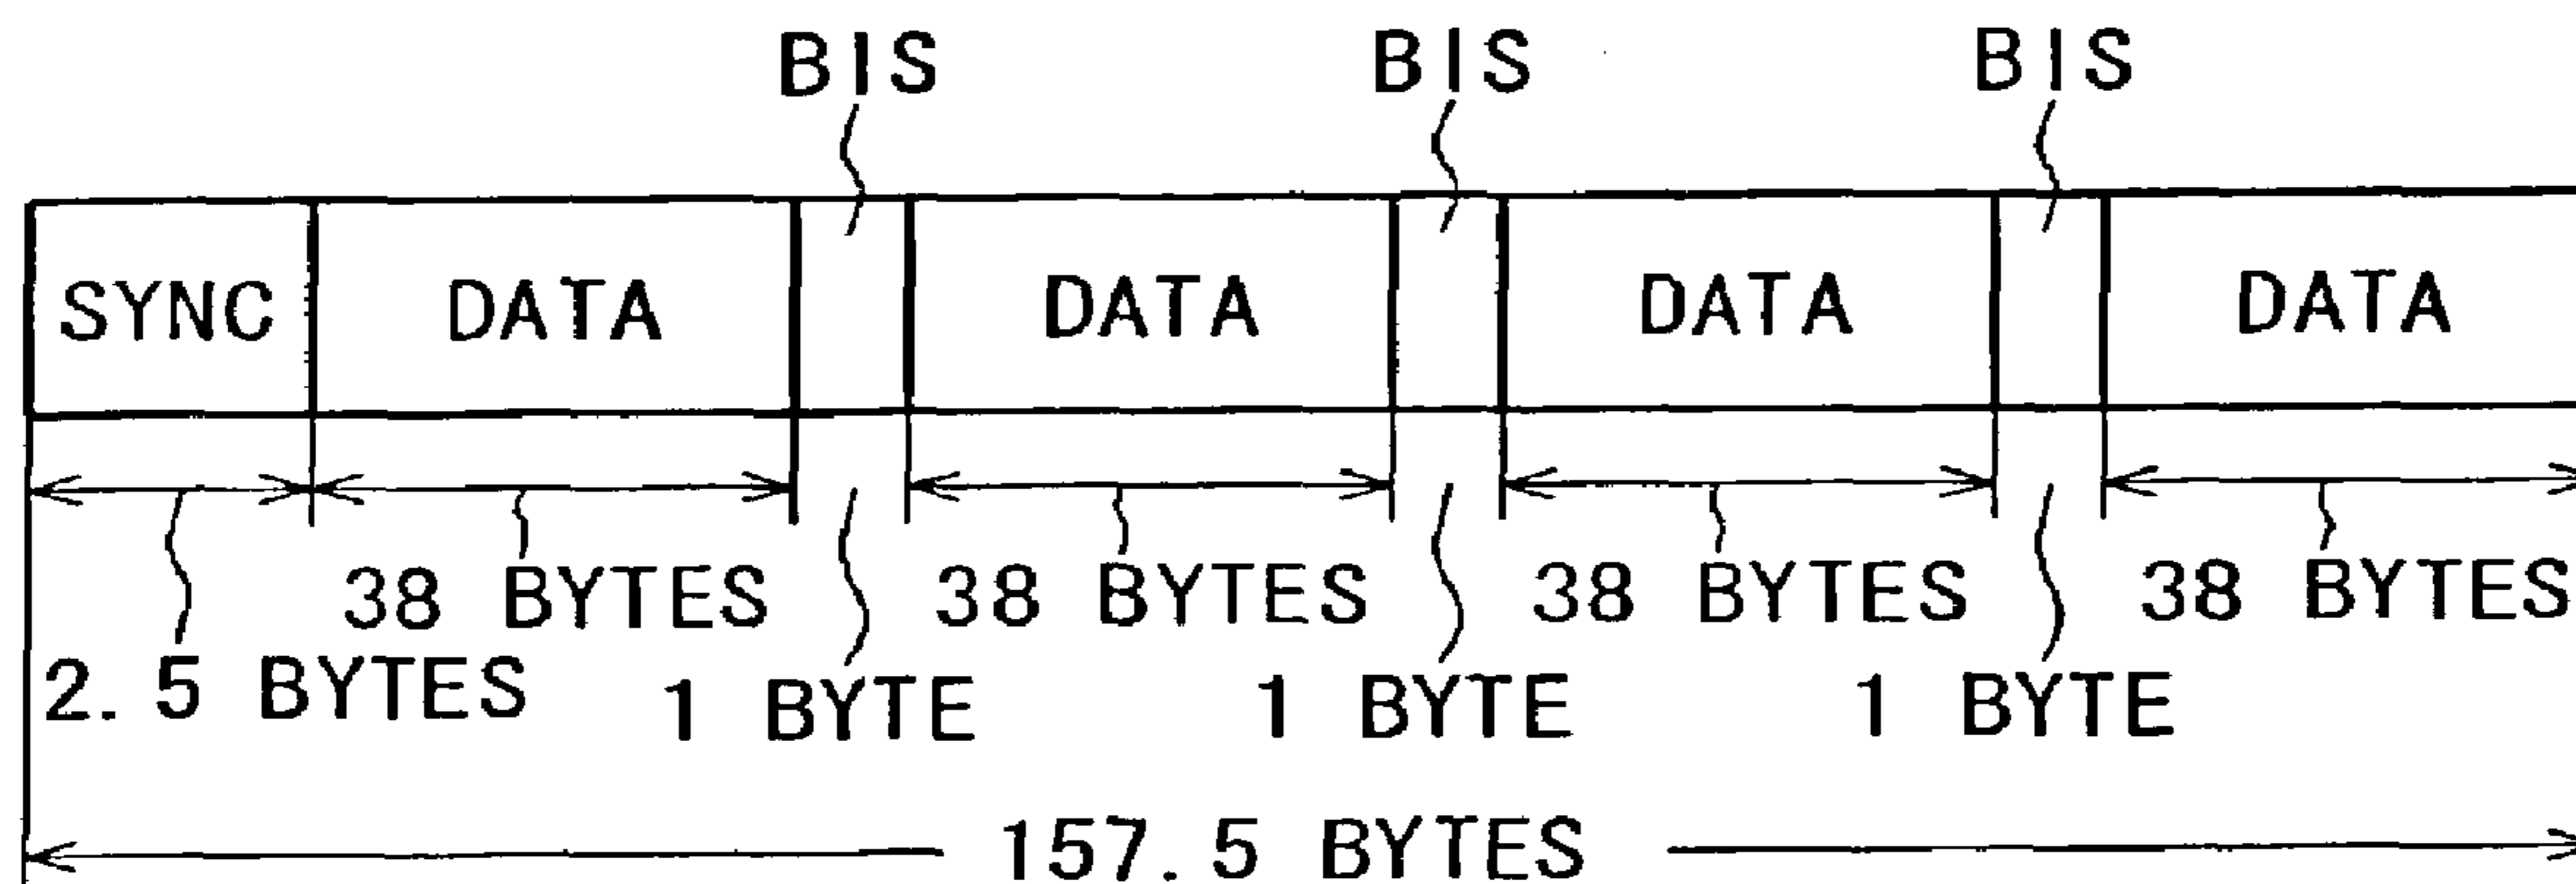 BIS BIS BIS
SYNC DATA DATA DATA DATA
38 BYTES 38 BYTES 38 BYTES 38 BYTES
2.5 BYTES 1 BYTE 1 BYTE 1 BYTE
157.5 BYTES